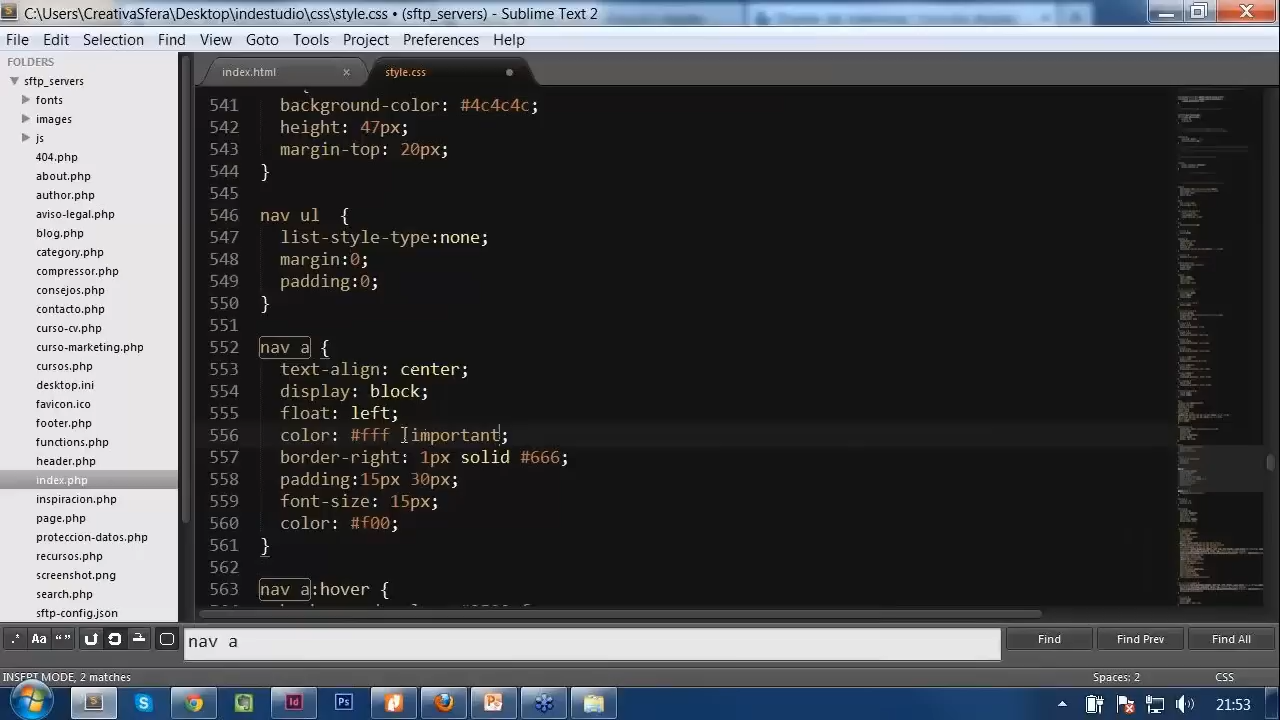 C:\Users\CreativaSfera\Desktop\indestudio\css\style.css • (sftp_servers) - Sublime Text 2
File Edit Selection Find View Goto Tools Project Preferences Help
FOLDERS
sftp_servers
fonts
images
js
404.php
about.php
author.php
aviso-legal.php
blog.php
category.php
compressor.php
consejos.php
contacto.php
curso-cv.php
curso-marketing.php
cursos.php
desktop.ini
favicon.ico
footer.php
functions.php
header.php
index.php
inspiracion.php
page.php
proteccion-datos.php
recursos.php
screenshot.png
search.php
sftp-config.json
index.html
style.css
541 background-color: #4c4c4c;
542 height: 47px;
543 margin-top: 20px;
544 }
545
546 nav ul  {
547 list-style-type:none;
548 margin:0;
549 padding:0;
550 }
551
552 nav a {
553 text-align: center;
554 display: block;
555 float: left;
556 color: #fff !important;
557 border-right: 1px solid #666;
558 padding:15px 30px;
559 font-size: 15px;
560 color: #f00;
561 }
562
563 nav a:hover {
.* Aa “ ”
nav a
Find Find Prev Find All
INSERT MODE, 2 matches
Spaces: 2 CSS
21:53